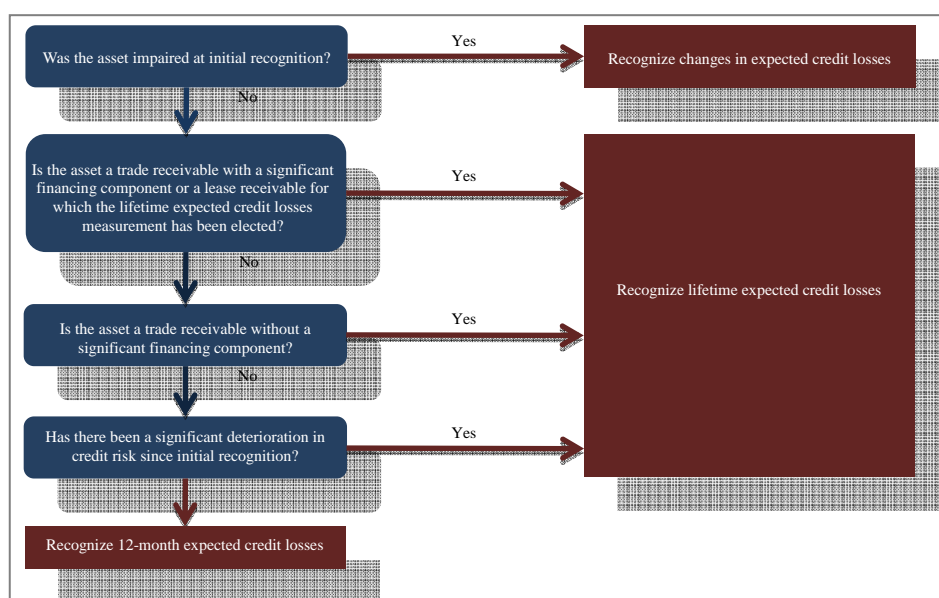 Was the asset impaired at initial recognition?
Yes
Recognize changes in expected credit losses
No
Is the asset a trade receivable with a significant
financing component or a lease receivable for
which the lifetime expected credit losses
measurement has been elected?
Yes
Recognize lifetime expected credit losses
No
Is the asset a trade receivable without a
significant financing component?
Yes
No
Has there been a significant deterioration in
credit risk since initial recognition?
Yes
Recognize 12-month expected credit losses